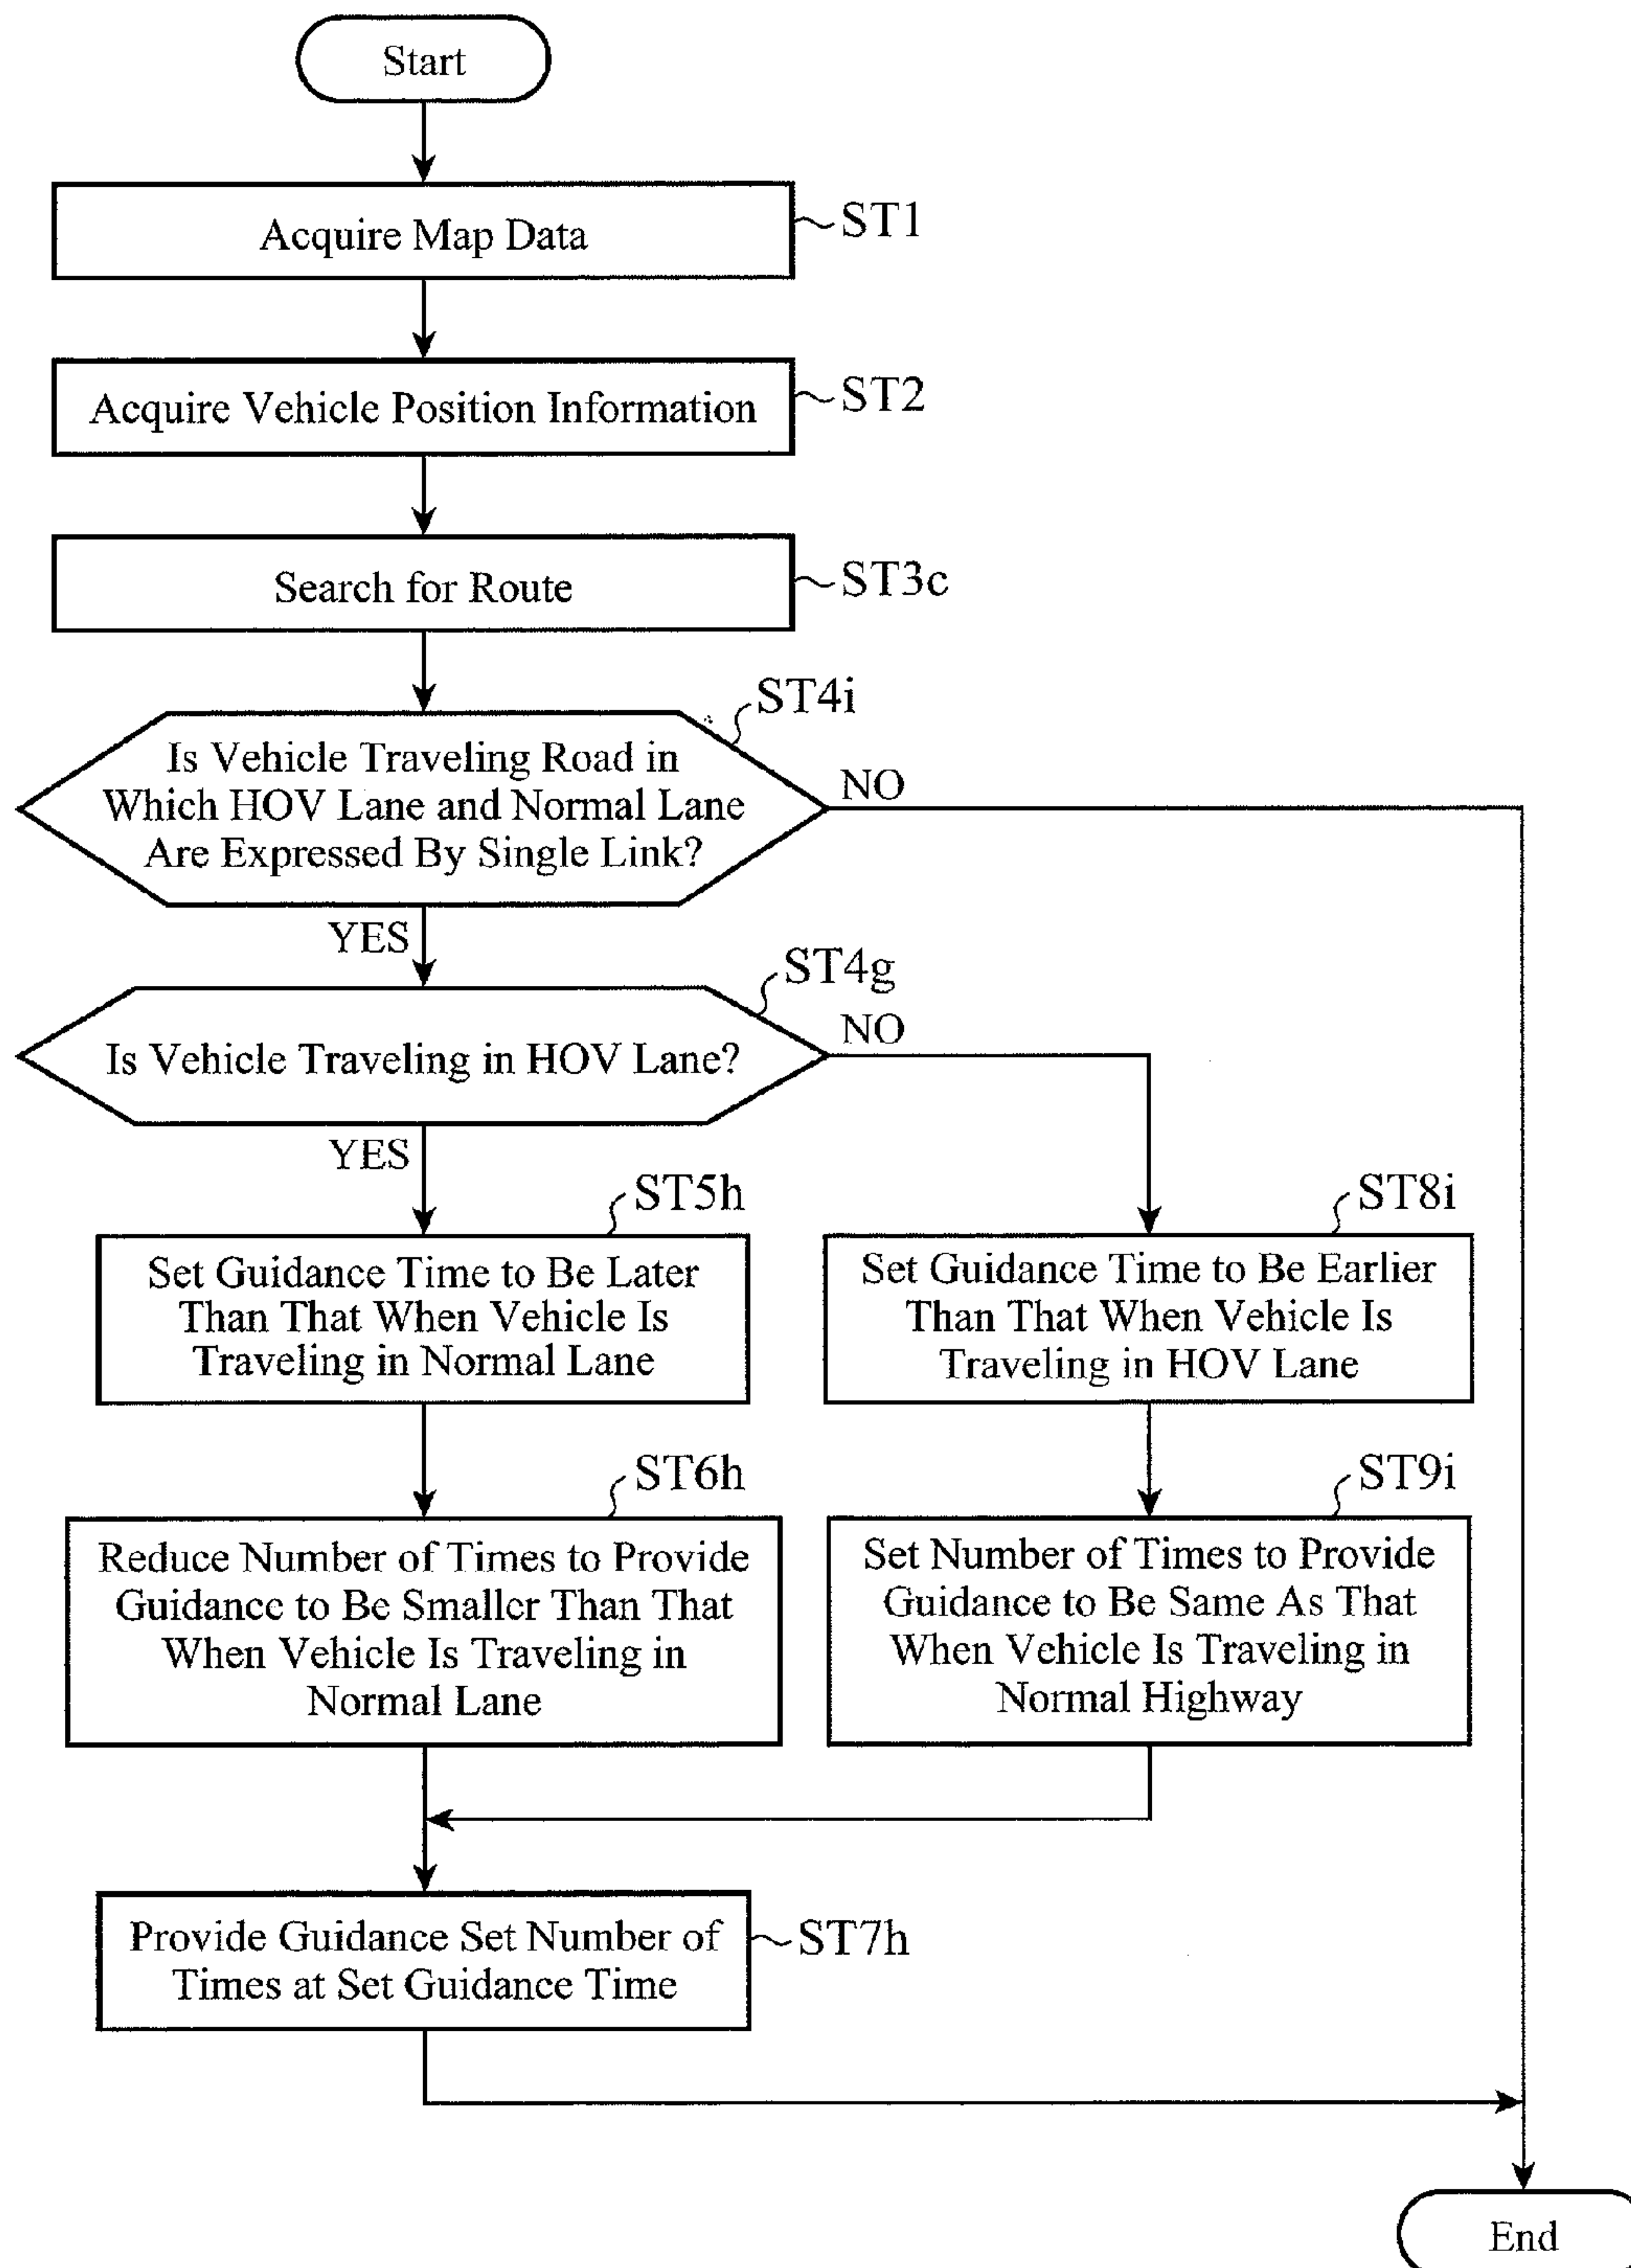 Start
Acquire Map Data
ST1
Acquire Vehicle Position Information
ST2
Search for Route
ST3c
ST4i
Is Vehicle Traveling Road in
Which HOV Lane and Normal Lane
Are Expressed By Single Link?
NO
YES
ST4g
Is Vehicle Traveling in HOV Lane?
NO
YES
ST5h
Set Guidance Time to Be Later
Than That When Vehicle Is
Traveling in Normal Lane
ST8i
Set Guidance Time to Be Earlier
Than That When Vehicle Is
Traveling in HOV Lane
ST6h
Reduce Number of Times to Provide
Guidance to Be Smaller Than That
When Vehicle Is Traveling in
Normal Lane
ST9i
Set Number of Times to Provide
Guidance to Be Same As That
When Vehicle Is Traveling in
Normal Highway
Provide Guidance Set Number of
Times at Set Guidance Time
ST7h
End